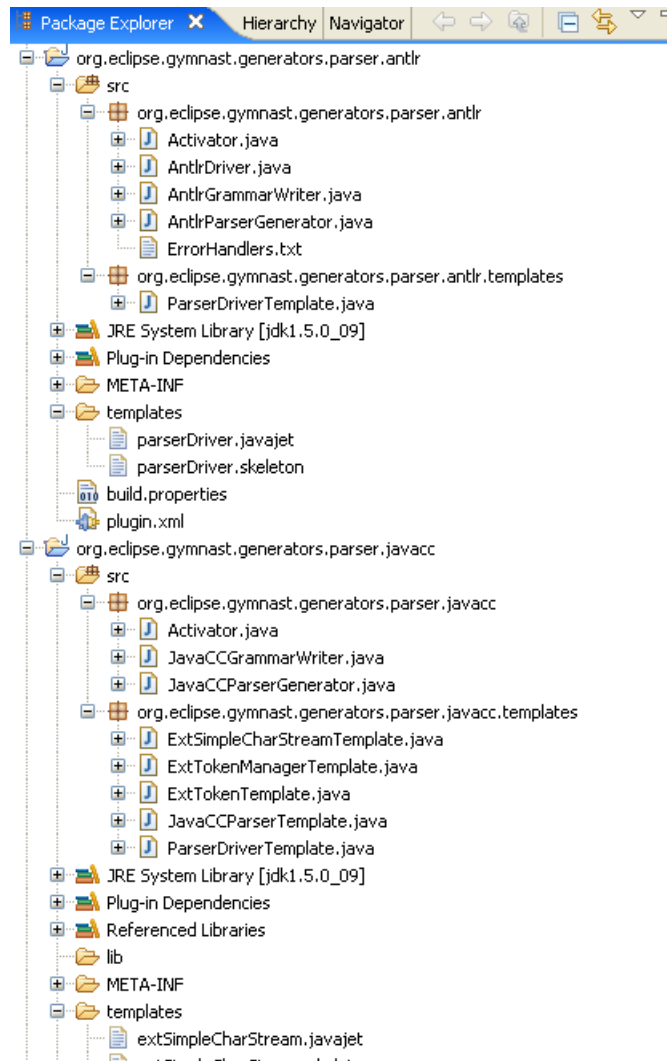 Package Explorer Hierarchy Navigator
org.eclipse.gymnast.generators.parser.antlr
src
org.eclipse.gymnast.generators.parser.antlr
Activator.java
AntlrDriver.java
AntlrGrammarWriter.java
AntlrParserGenerator.java
ErrorHandlers.txt
org.eclipse.gymnast.generators.parser.antlr.templates
ParserDriverTemplate.java
JRE System Library [jdk1.5.0_09]
Plug-in Dependencies
META-INF
templates
parserDriver.javajet
parserDriver.skeleton
build.properties
plugin.xml
org.eclipse.gymnast.generators.parser.javacc
src
org.eclipse.gymnast.generators.parser.javacc
Activator.java
JavaCCGrammarWriter.java
JavaCCParserGenerator.java
org.eclipse.gymnast.generators.parser.javacc.templates
ExtSimpleCharStreamTemplate.java
ExtTokenManagerTemplate.java
ExtTokenTemplate.java
JavaCCParserTemplate.java
ParserDriverTemplate.java
JRE System Library [jdk1.5.0_09]
Plug-in Dependencies
Referenced Libraries
lib
META-INF
templates
extSimpleCharStream.javajet